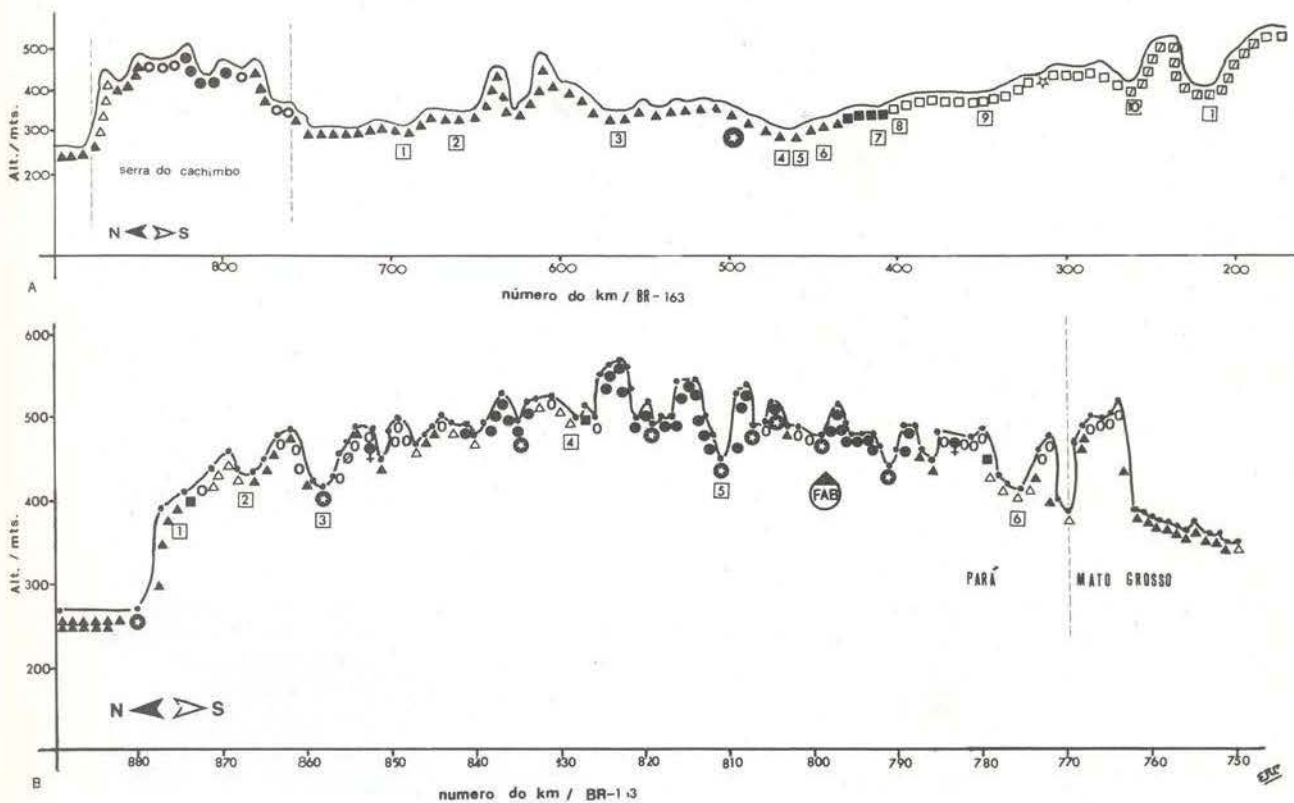 500
400
300
200
Alt./mts.
serra do cachimbo
N S
1 2 3 4 5 6 7 8 9 10 1
800 700 600 500 400 300 200
A
número do km / BR-163
600
500
400
300
200
Alt. / mts.
1 2 3 4 5 6
FAB
PARÁ MATO GROSSO
N S
880 870 860 850 840 830 820 810 800 790 780 770 760 750
B
numero do km / BR-163